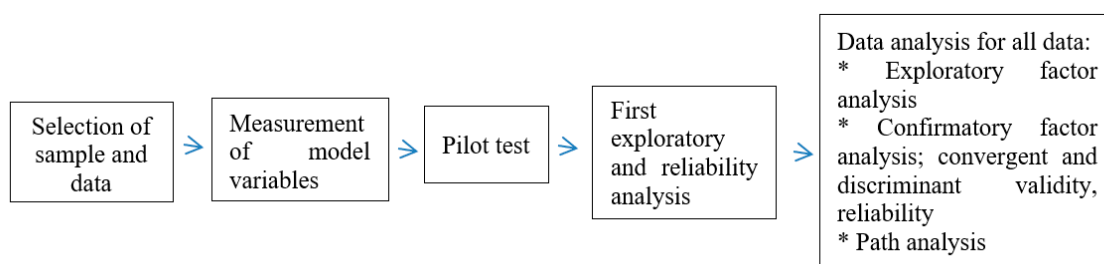 Selection of
sample and
data
Measurement
of model
variables
Pilot test
First
exploratory
and reliability
analysis
Data analysis for all data:
* Exploratory factor
analysis
* Confirmatory factor
analysis; convergent and
discriminant validity,
reliability
* Path analysis